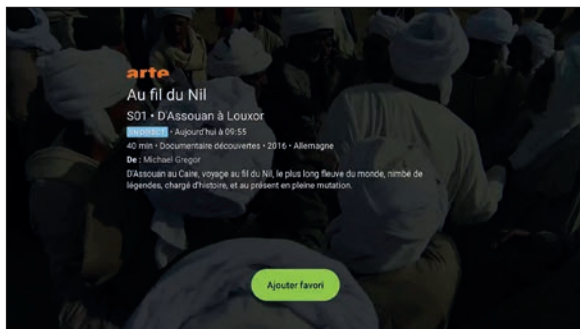 arte
Au fil du Nil
S01 • D'Assouan à Louxor
EN DIRECT • Aujourd'hui à 09:55
40 min • Documentaire découvertes • 2016 • Allemagne
De : Michael Gregor
D'Assouan au Caire, voyage au fil du Nil, le plus long fleuve du monde, nimbé de
légendes, chargé d'histoire, et au présent en pleine mutation.
Ajouter favori